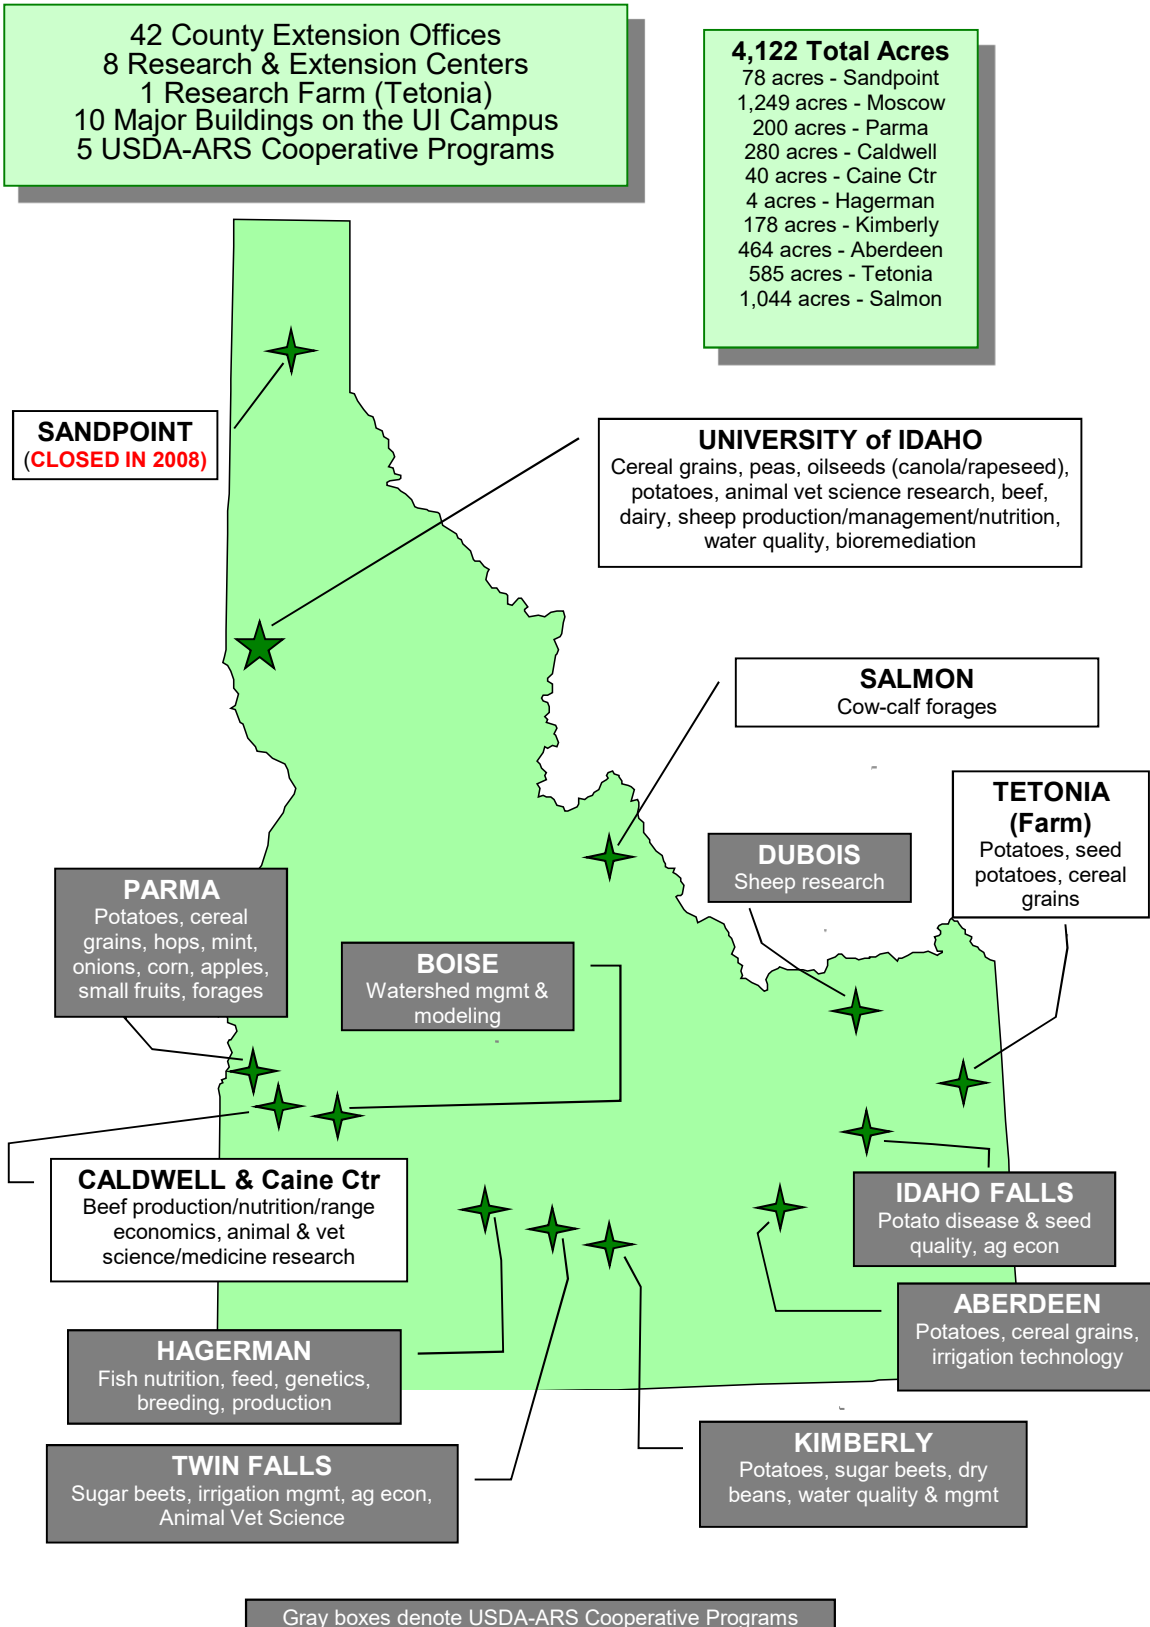 42 County Extension Offices
8 Research & Extension Centers
1 Research Farm (Tetonia)
10 Major Buildings on the UI Campus
5 USDA-ARS Cooperative Programs
4,122 Total Acres
78 acres - Sandpoint
1,249 acres - Moscow
200 acres - Parma
280 acres - Caldwell
40 acres - Caine Ctr
4 acres - Hagerman
178 acres - Kimberly
464 acres - Aberdeen
585 acres - Tetonia
1,044 acres - Salmon
SANDPOINT
(CLOSED IN 2008)
UNIVERSITY of IDAHO
Cereal grains, peas, oilseeds (canola/rapeseed),
potatoes, animal vet science research, beef,
dairy, sheep production/management/nutrition,
water quality, bioremediation
SALMON
Cow-calf forages
TETONIA
(Farm)
Potatoes, seed
potatoes, cereal
grains
DUBOIS
Sheep research
PARMA
Potatoes, cereal
grains, hops, mint,
onions, corn, apples,
small fruits, forages
BOISE
Watershed mgmt &
modeling
CALDWELL & Caine Ctr
Beef production/nutrition/range
economics, animal & vet
science/medicine research
IDAHO FALLS
Potato disease & seed
quality, ag econ
ABERDEEN
Potatoes, cereal grains,
irrigation technology
HAGERMAN
Fish nutrition, feed, genetics,
breeding, production
KIMBERLY
Potatoes, sugar beets, dry
beans, water quality & mgmt
TWIN FALLS
Sugar beets, irrigation mgmt, ag econ,
Animal Vet Science
Gray boxes denote USDA-ARS Cooperative Programs